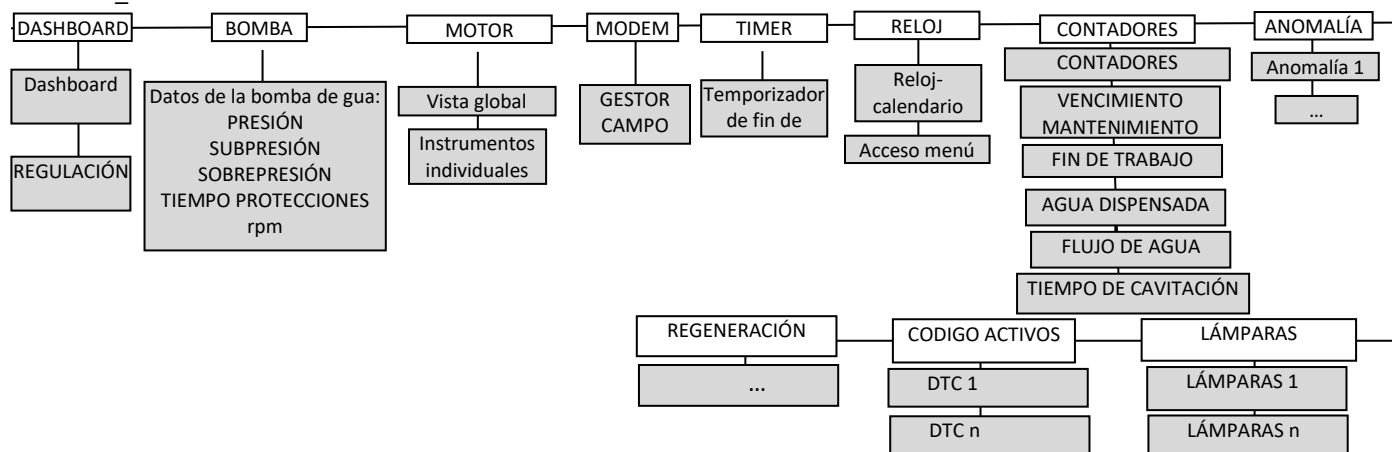 DASHBOARD
BOMBA
MOTOR
MODEM
TIMER
RELOJ
CONTADORES
ANOMALÍA
Dashboard
REGULACIÓN
Datos de la bomba de gua:
PRESIÓN
SUBPRESIÓN
SOBREPRESIÓN
TIEMPO PROTECCIONES
rpm
Vista global
Instrumentos
individuales
GESTOR
CAMPO
Temporizador
de fin de
Reloj-
calendario
Acceso menú
CONTADORES
VENCIMIENTO
MANTENIMIENTO
FIN DE TRABAJO
AGUA DISPENSADA
FLUJO DE AGUA
TIEMPO DE CAVITACIÓN
Anomalía 1
...
REGENERACIÓN
...
CODIGO ACTIVOS
DTC 1
DTC n
LÁMPARAS
LÁMPARAS 1
LÁMPARAS n